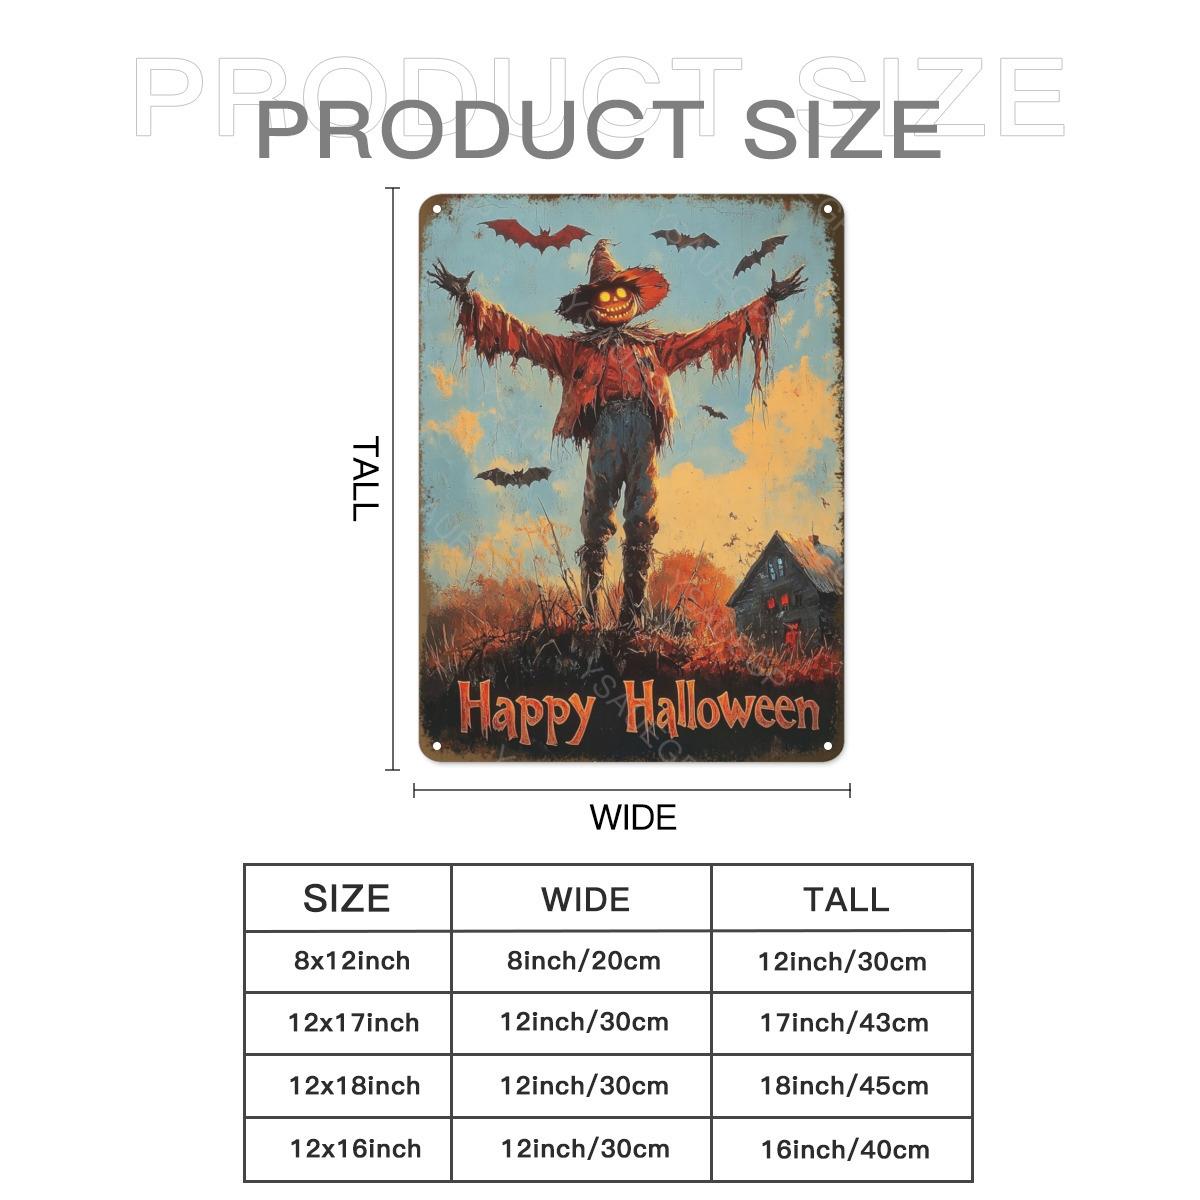 PRODUCT SIZE
PRODUCT SIZE
TALL
Happy Halloween
WIDE
SIZE WIDE TALL
8x12inch 8inch/20cm 12inch/30cm
12x17inch 12inch/30cm 17inch/43cm
12x18inch 12inch/30cm 18inch/45cm
12x16inch 12inch/30cm 16inch/40cm